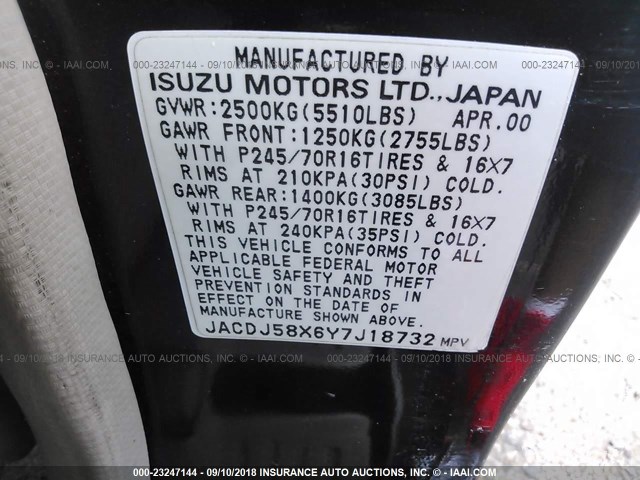 MANUFACTURED BY
ISUZU MOTORS LTD., JAPAN
GVWR:2500KG(5510LBS) APR.00
GAWR FRONT:1250KG(2755LBS)
WITH P245/70R16TIRES & 16X7
RIMS AT 210KPA(30PSI) COLD.
GAWR REAR:1400KG(3085LBS)
WITH P245/70R16TIRES & 16X7
RIMS AT 240KPA(35PSI) COLD.
THIS VEHICLE CONFORMS TO ALL
APPLICABLE FEDERAL MOTOR
VEHICLE SAFETY AND THEFT
PREVENTION STANDARDS IN
EFFECT ON THE DATE OF
MANUFACTURE SHOWN ABOVE.
JACDJ58X6Y7J18732 MPV
000-23247144 - 09/10/2018 - INSURANCE AUTO AUCTIONS - © - IAAI.COM